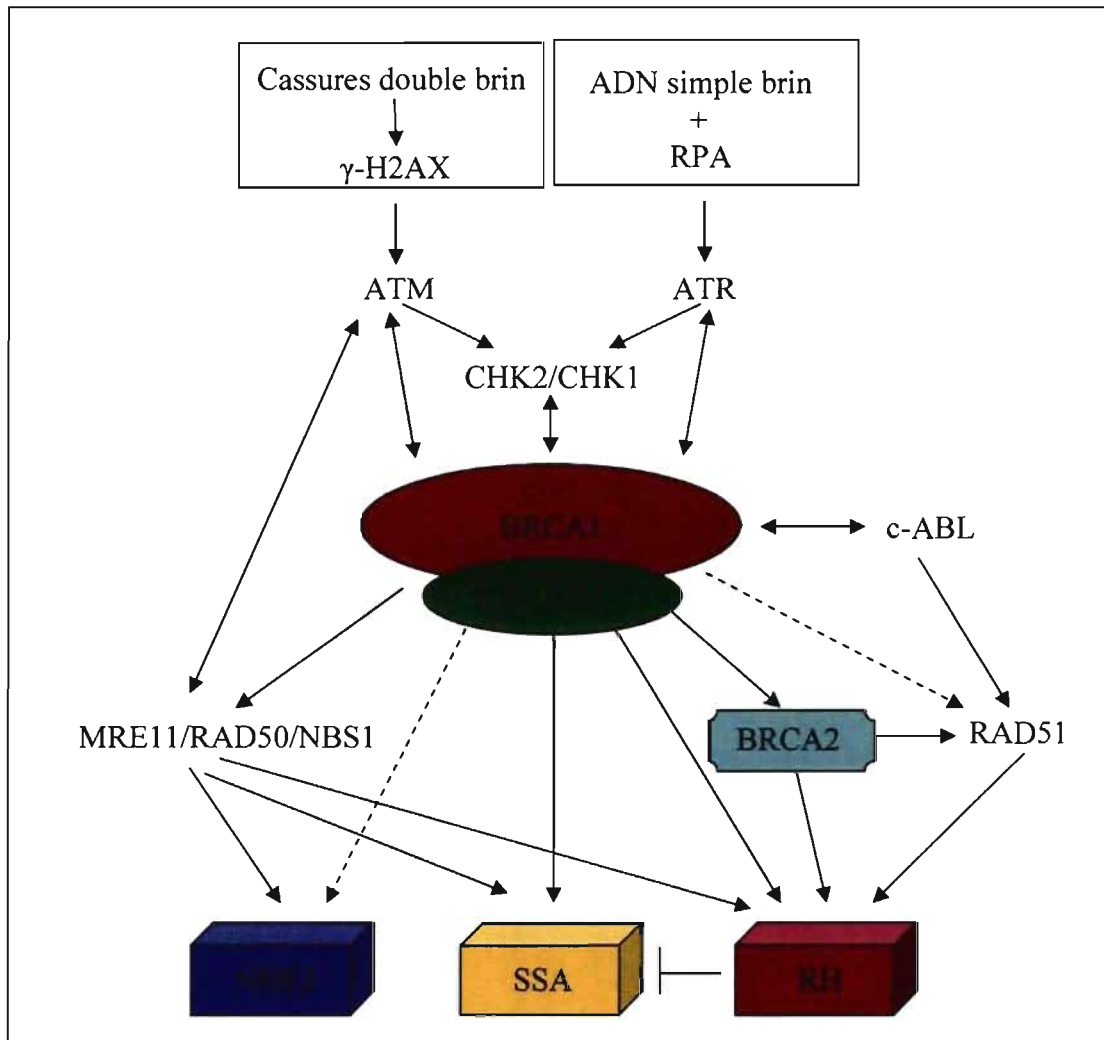 Cassures double brin
γ-H2AX
ADN simple brin
+
RPA
ATM
ATR
CHK2/CHK1
BRCA1
c-ABL
MRE11/RAD50/NBS1
BRCA2
RAD51
SSA
RH